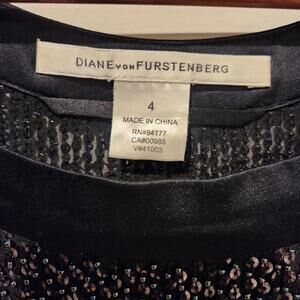 DIANE VON FURSTENBERG
4
MADE IN CHINA
RN#84177
CA#00985
V#41003